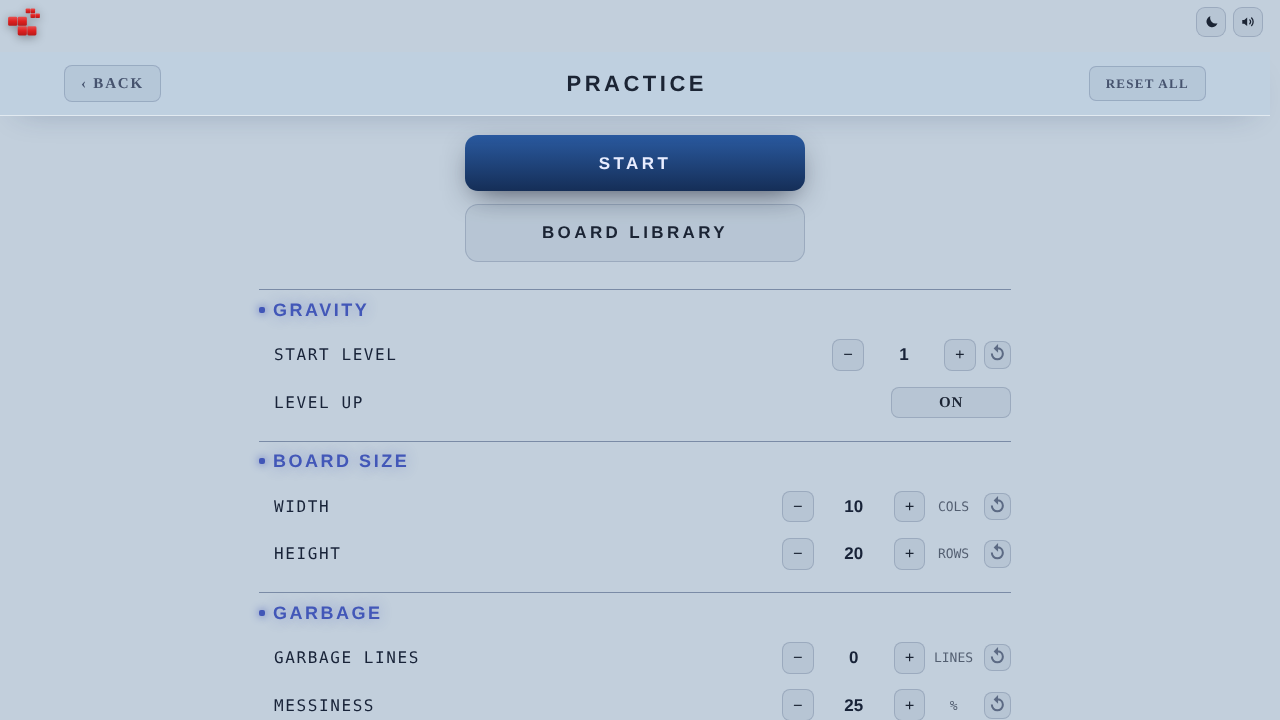 ‹ BACK
PRACTICE
RESET ALL
START
BOARD LIBRARY
GRAVITY
START LEVEL − 1 +
LEVEL UP ON
BOARD SIZE
WIDTH − 10 + COLS
HEIGHT − 20 + ROWS
GARBAGE
GARBAGE LINES − 0 + LINES
MESSINESS − 25 + %